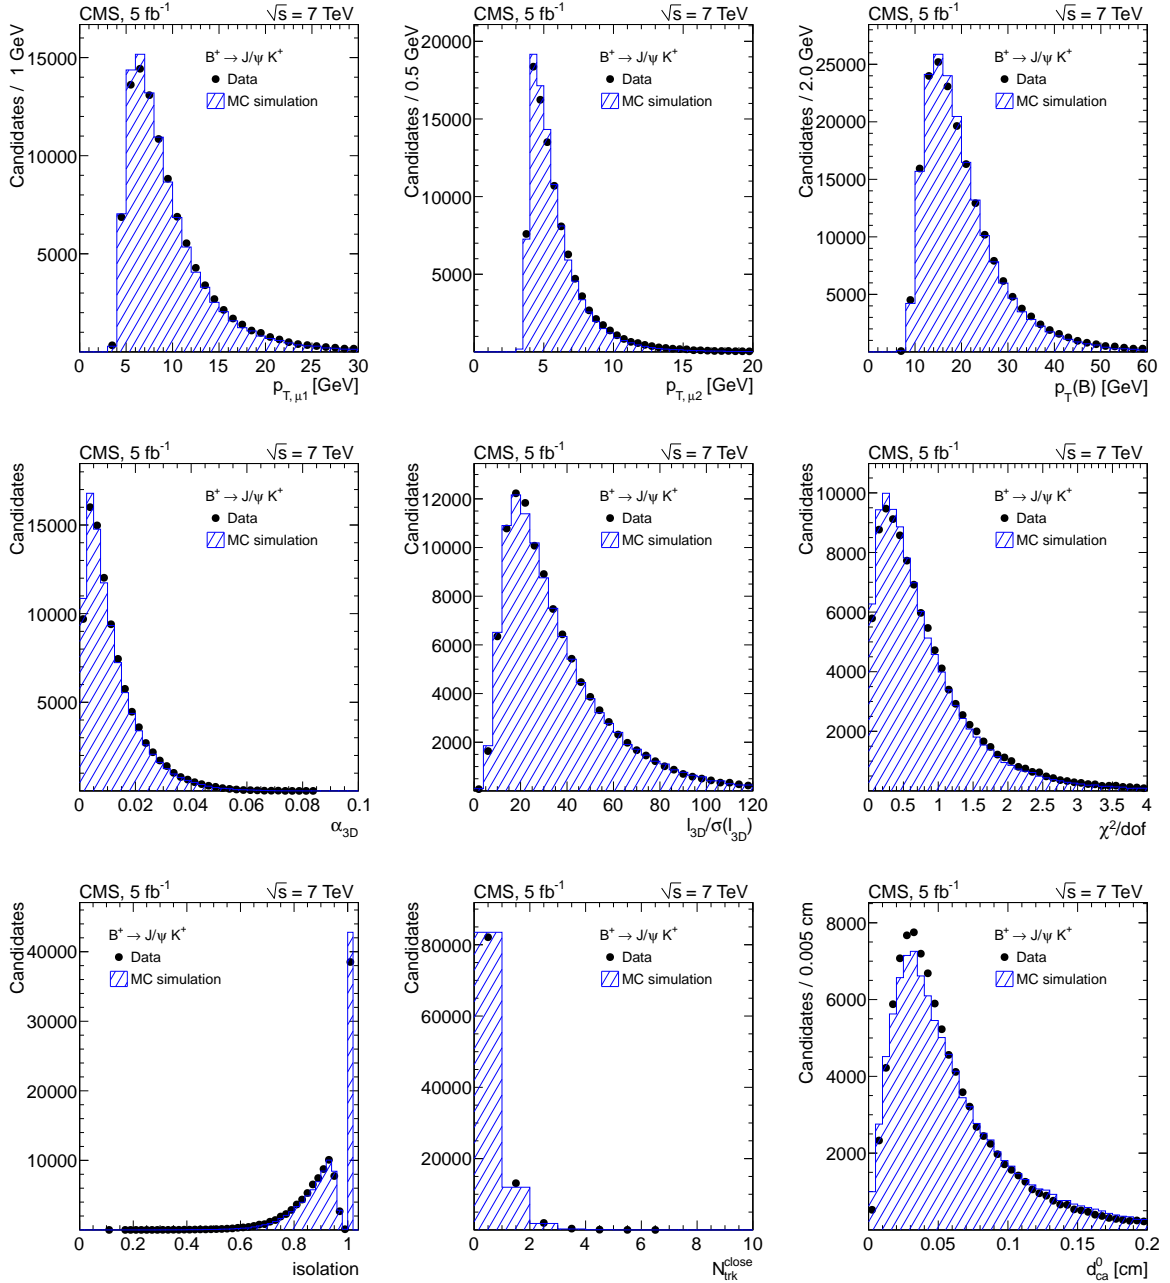 CMS, 5 fb⁻¹ √s = 7 TeV
Candidates / 1 GeV
B⁺ → J/ψ K⁺
Data
MC simulation
15000
10000
5000
0 5 10 15 20 25 30
p_T, μ1 [GeV]
CMS, 5 fb⁻¹ √s = 7 TeV
Candidates / 0.5 GeV
B⁺ → J/ψ K⁺
Data
MC simulation
20000
15000
10000
5000
0 5 10 15 20
p_T, μ2 [GeV]
CMS, 5 fb⁻¹ √s = 7 TeV
Candidates / 2.0 GeV
B⁺ → J/ψ K⁺
Data
MC simulation
25000
20000
15000
10000
5000
0 10 20 30 40 50 60
p_T(B) [GeV]
CMS, 5 fb⁻¹ √s = 7 TeV
Candidates
B⁺ → J/ψ K⁺
Data
MC simulation
15000
10000
5000
0 0.02 0.04 0.06 0.08 0.1
α_3D
CMS, 5 fb⁻¹ √s = 7 TeV
Candidates
B⁺ → J/ψ K⁺
Data
MC simulation
12000
10000
8000
6000
4000
2000
0 20 40 60 80 100 120
l_3D/σ(l_3D)
CMS, 5 fb⁻¹ √s = 7 TeV
Candidates
B⁺ → J/ψ K⁺
Data
MC simulation
10000
8000
6000
4000
2000
0 0.5 1 1.5 2 2.5 3 3.5 4
χ²/dof
CMS, 5 fb⁻¹ √s = 7 TeV
Candidates
B⁺ → J/ψ K⁺
Data
MC simulation
40000
30000
20000
10000
0 0.2 0.4 0.6 0.8 1
isolation
CMS, 5 fb⁻¹ √s = 7 TeV
Candidates
B⁺ → J/ψ K⁺
Data
MC simulation
80000
60000
40000
20000
0 2 4 6 8 10
N_trk^close
CMS, 5 fb⁻¹ √s = 7 TeV
Candidates / 0.005 cm
B⁺ → J/ψ K⁺
Data
MC simulation
8000
6000
4000
2000
0 0.05 0.1 0.15 0.2
d_ca^0 [cm]